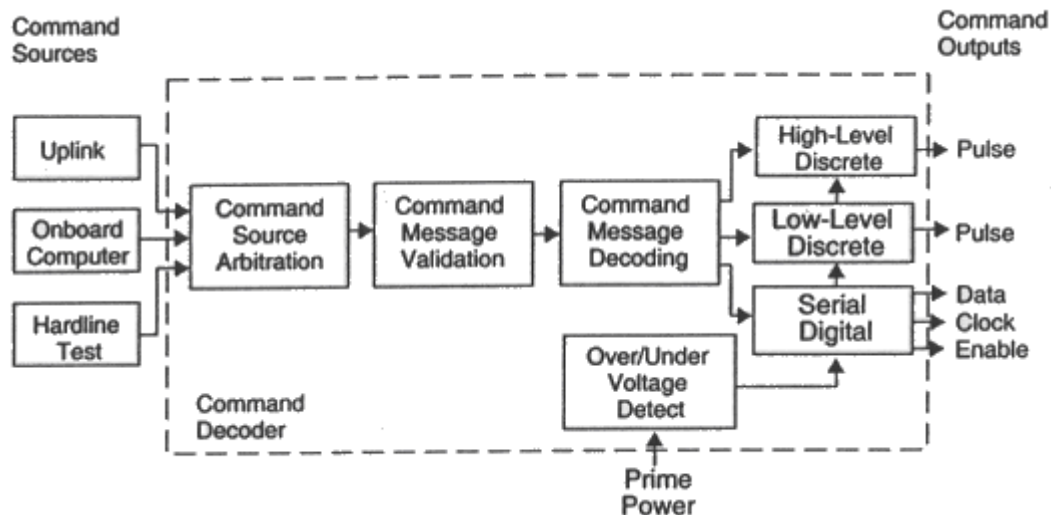 Command
Sources
Command
Outputs
Uplink
Onboard
Computer
Hardline
Test
Command
Source
Arbitration
Command
Message
Validation
Command
Message
Decoding
High-Level
Discrete
Low-Level
Discrete
Serial
Digital
Over/Under
Voltage
Detect
Pulse
Pulse
Data
Clock
Enable
Command
Decoder
Prime
Power